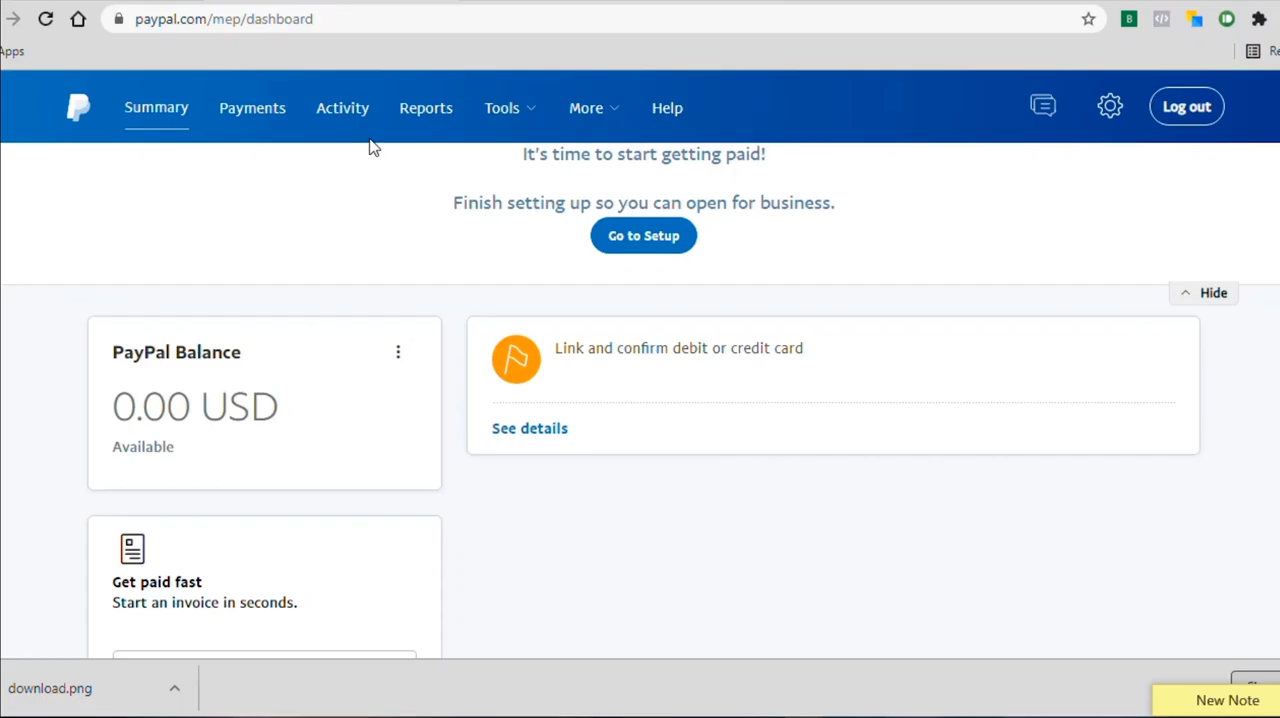 paypal.com/mep/dashboard
B
Apps
Summary
Payments
Activity
Reports
Tools
More
Help
Log out
It's time to start getting paid!
Finish setting up so you can open for business.
Go to Setup
Hide
PayPal Balance
0.00 USD
Available
Link and confirm debit or credit card
See details
Get paid fast
Start an invoice in seconds.
download.png
New Note